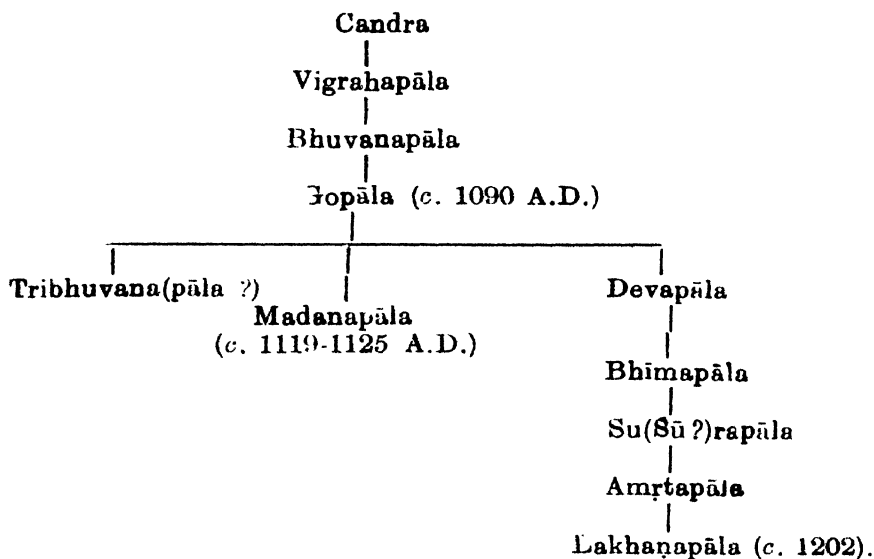 Candra
Vigrahapāla
Bhuvanapāla
Gopāla (c. 1090 A.D.)
Tribhuvana(pāla ?)
Devapāla
Madanapāla
(c. 1119-1125 A.D.)
Bhīmapāla
Su(Sū ?)rapāla
Amṛtapāla
Lakhaṇapāla (c. 1202).